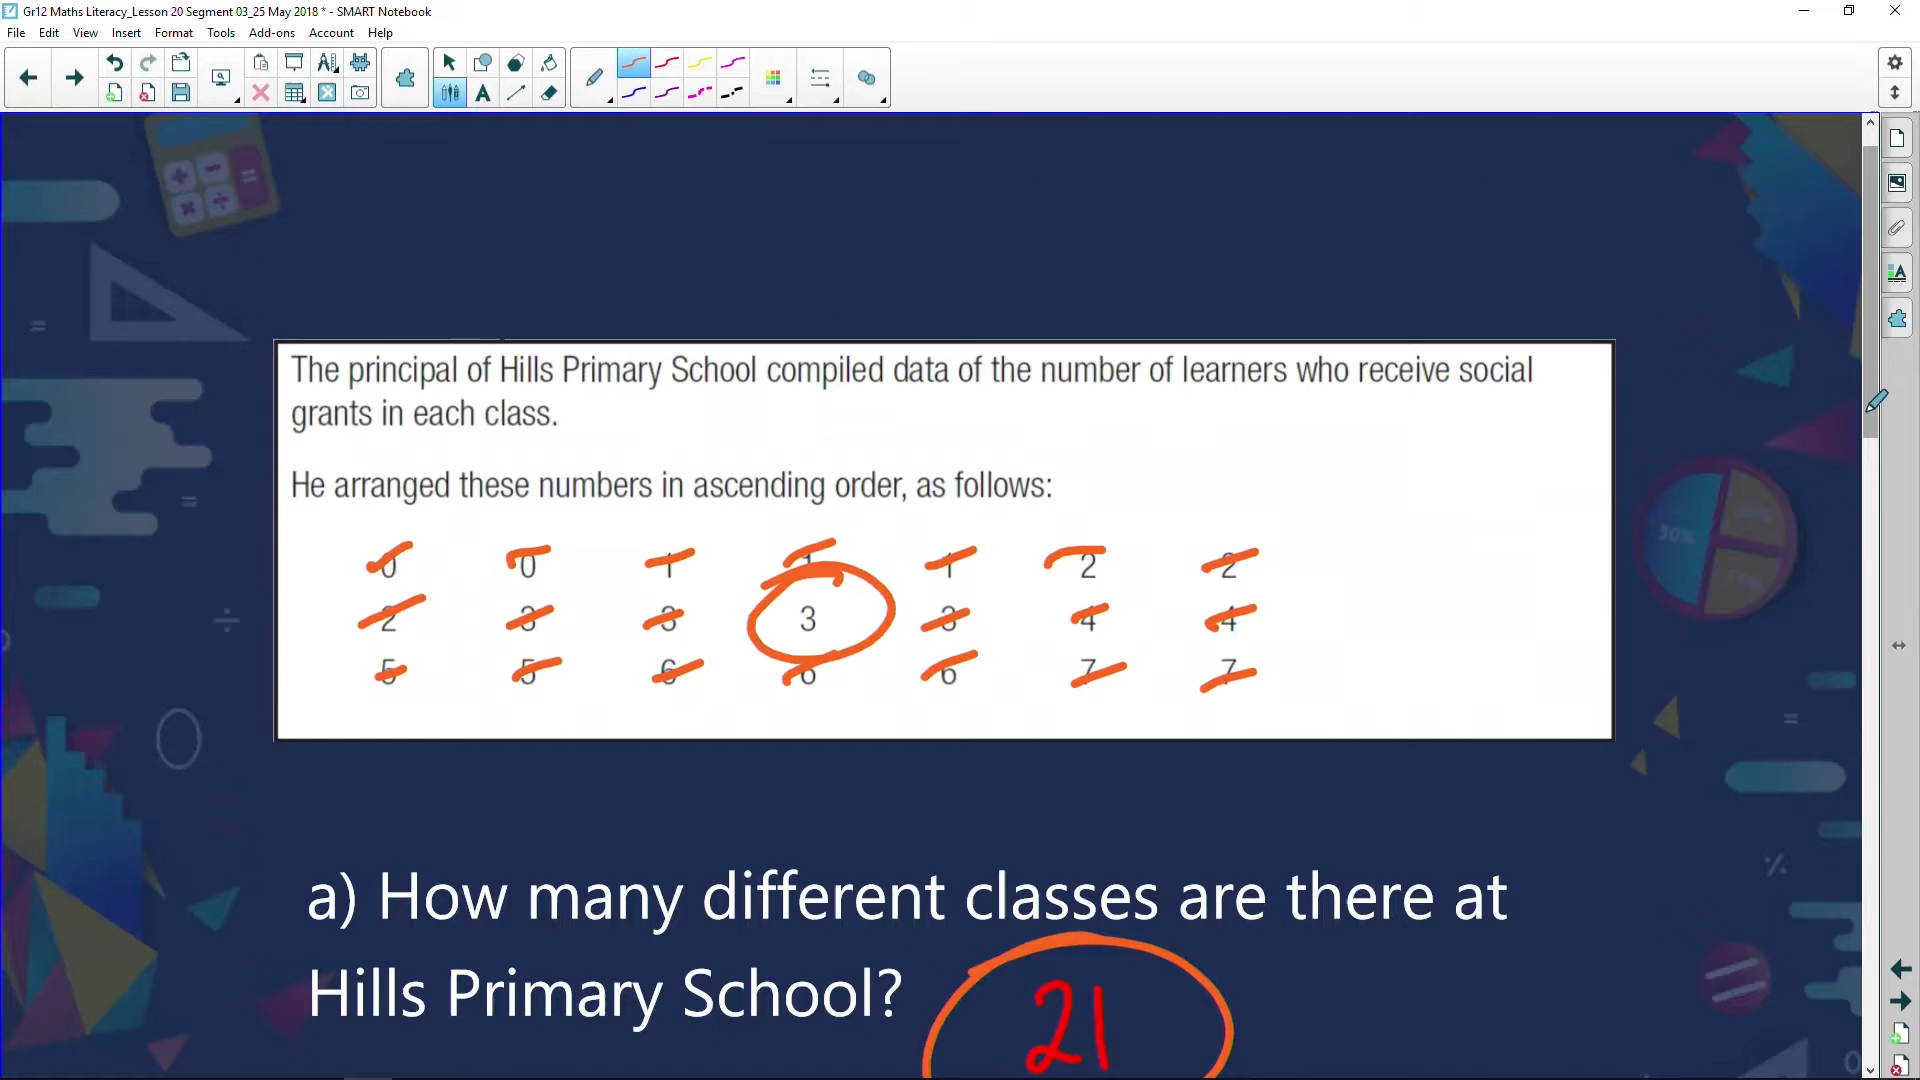 Gr12 Maths Literacy_Lesson 20 Segment 03_25 May 2018 * - SMART Notebook
File Edit View Insert Format Tools Add-ons Account Help
The principal of Hills Primary School compiled data of the number of learners who receive social
grants in each class.
He arranged these numbers in ascending order, as follows:
0 0 1 1 1 2 2
2 3 3 3 3 4 4
5 5 6 6 6 7 7
50%
a) How many different classes are there at
Hills Primary School?
21